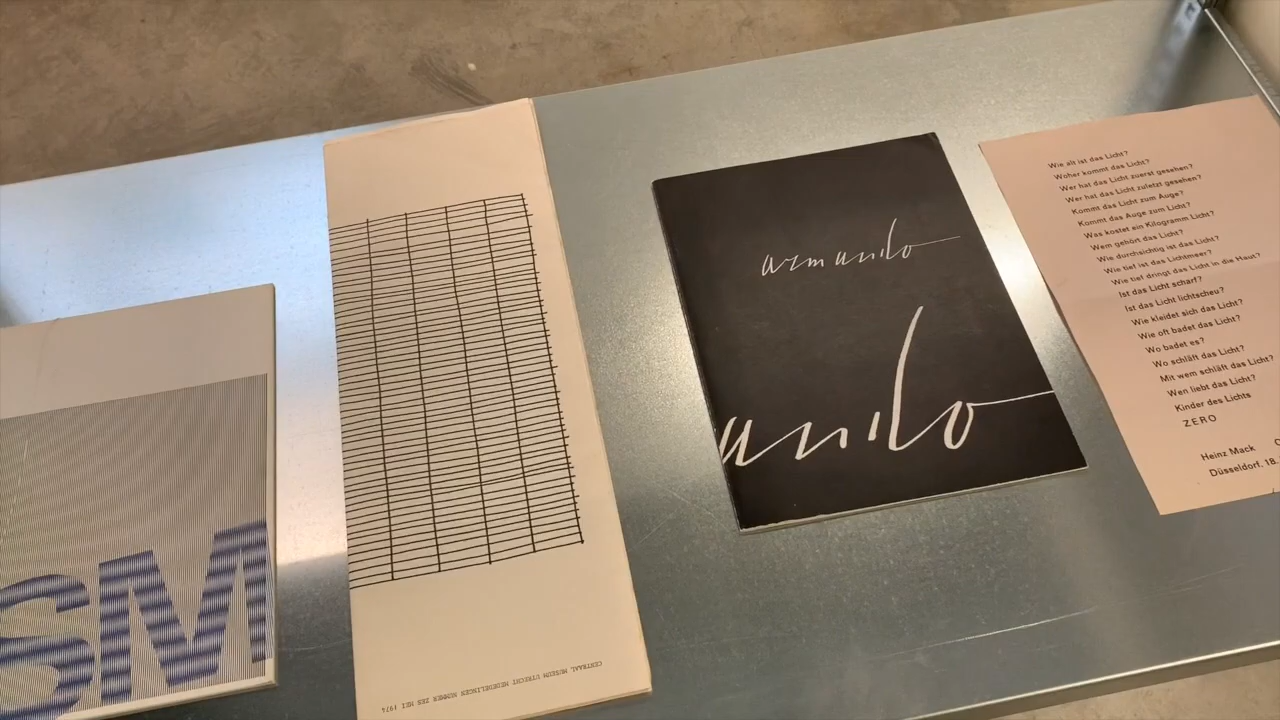 SM
CENTRAAL MUSEUM UTRECHT MEDEDELINGEN NUMMER ZES MEI 1974
armando
ando
Wie alt ist das Licht?
Woher kommt das Licht?
Wer hat das Licht zuerst gesehen?
Wer hat das Licht zuletzt gesehen?
Kommt das Licht zum Auge?
Kommt das Auge zum Licht?
Was kostet ein Kilogramm Licht?
Wem gehört das Licht?
Wie durchsichtig ist das Licht?
Wie tief ist das Lichtmeer?
Wie tief dringt das Licht in die Haut?
Ist das Licht scharf?
Ist das Licht lichtscheu?
Wie kleidet sich das Licht?
Wie oft badet das Licht?
Wo badet es?
Wo schläft das Licht?
Mit wem schläft das Licht?
Wen liebt das Licht?
Kinder des Lichts
ZERO
Heinz Mack
Düsseldorf, 18.